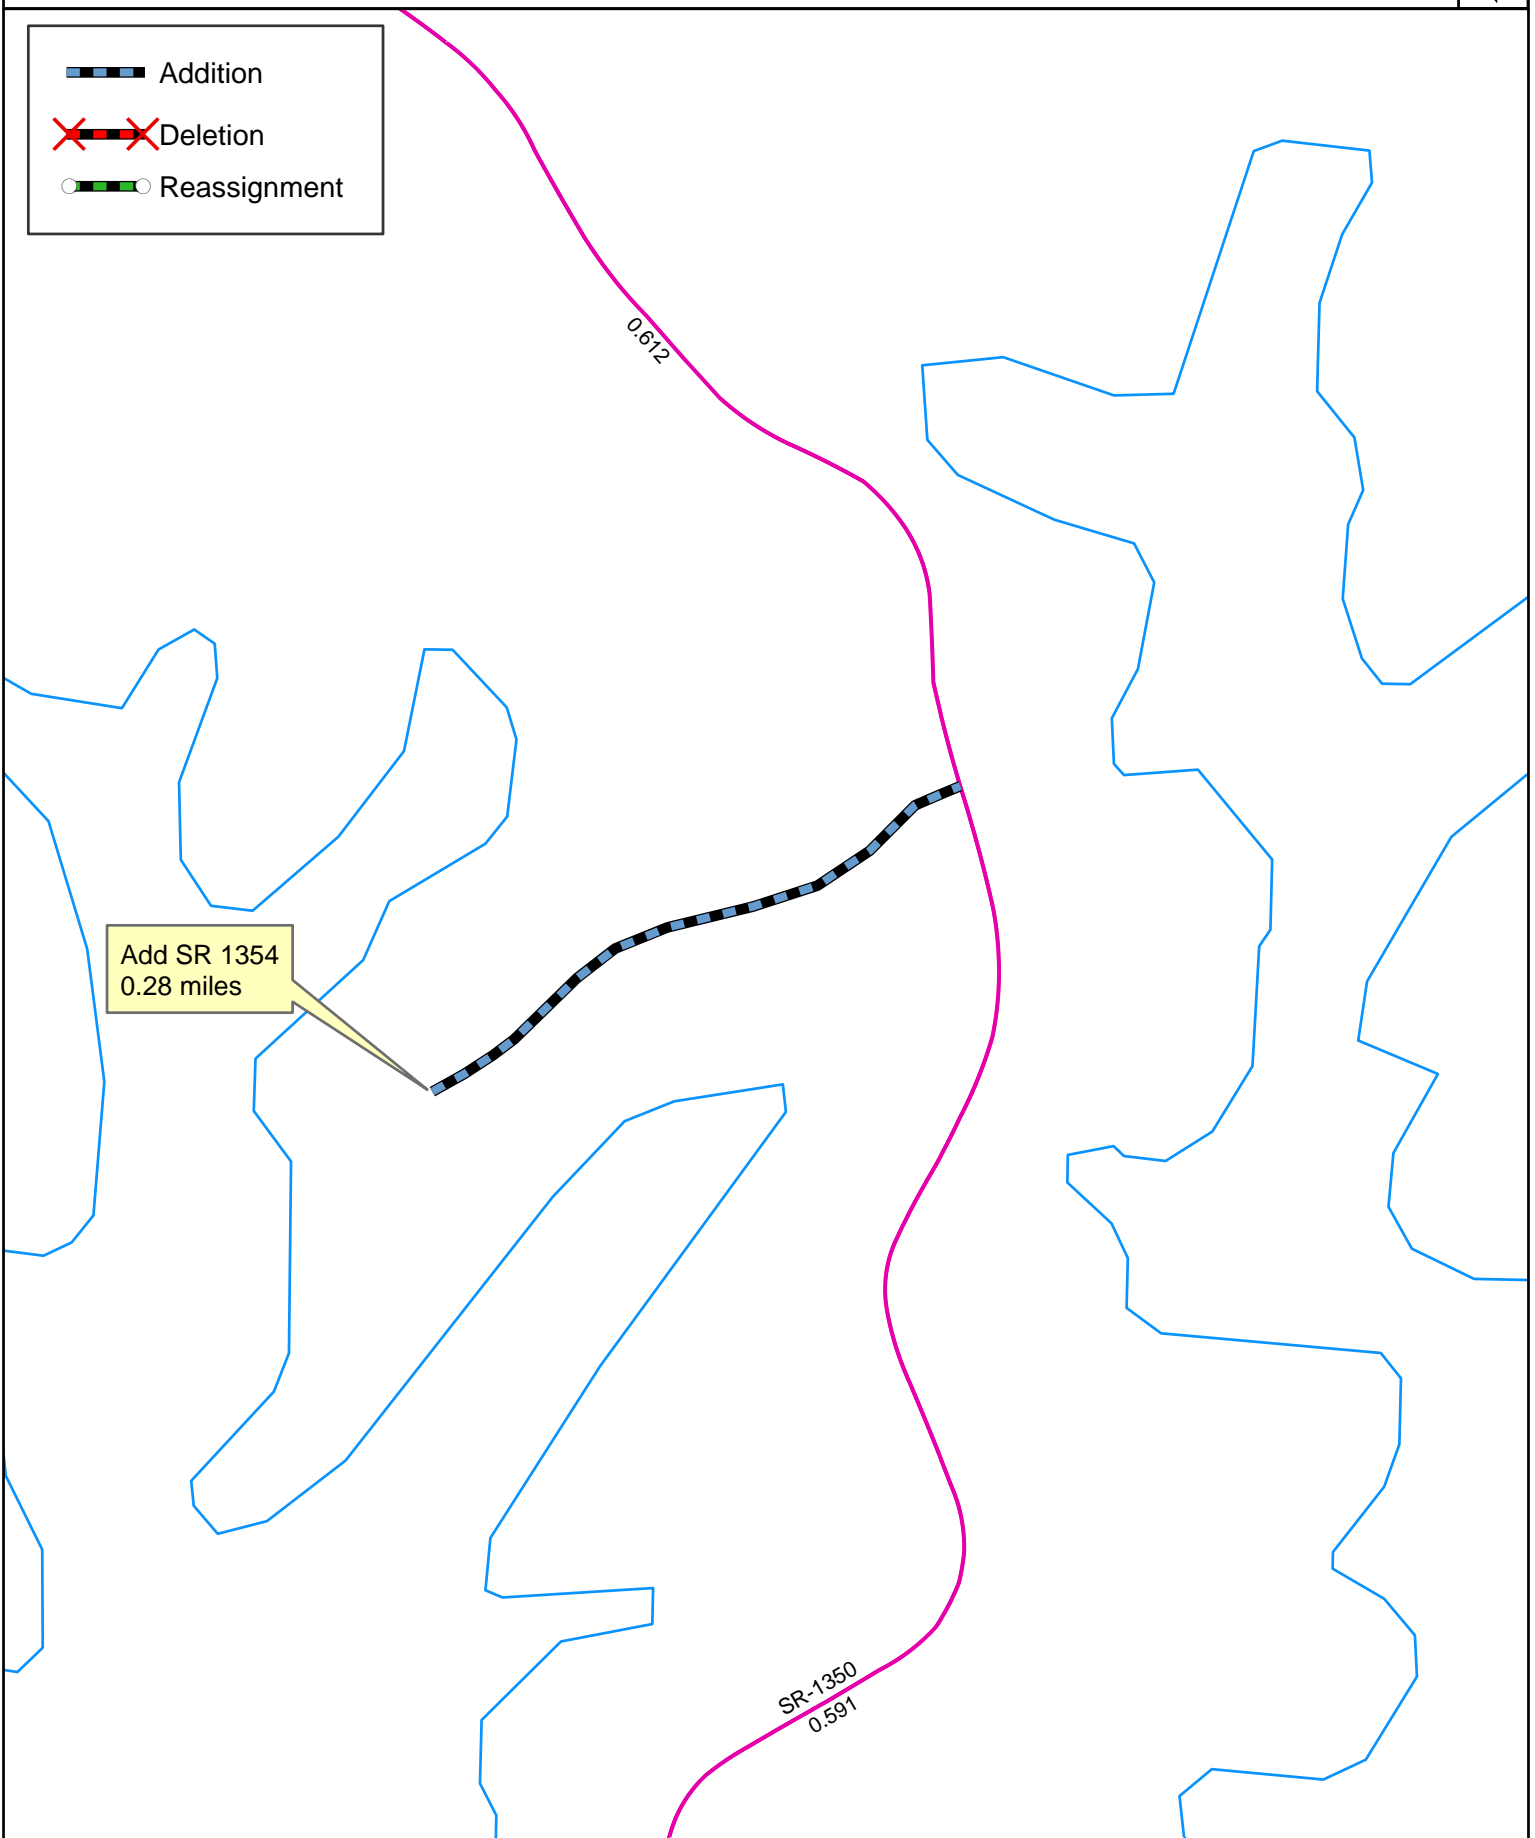 Addition
Deletion
Reassignment
0.612
Add SR 1354
0.28 miles
SR-1350
0.591